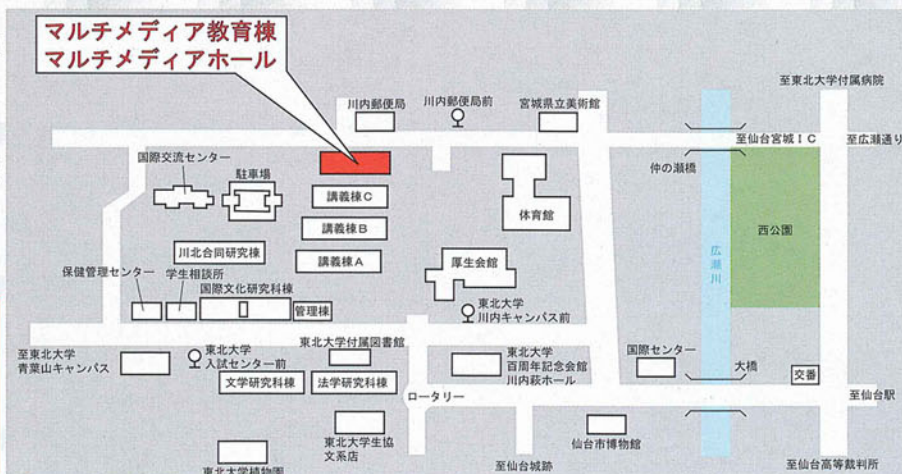 マルチメディア教育棟
マルチメディアホール
至東北大学付属病院
川内郵便局
川内郵便局前
宮城県立美術館
至仙台宮城IC
至広瀬通り
国際交流センター
駐車場
仲の瀬橋
講義棟C
体育館
講義棟B
西公園
広瀬川
川北合同研究棟
講義棟A
厚生会館
保健管理センター
学生相談所
国際文化研究科棟
管理棟
東北大学
川内キャンパス前
至東北大学
青葉山キャンパス
東北大学
入試センター前
東北大学付属図書館
東北大学
百周年記念会館
川内萩ホール
国際センター
大橋
交番
文学研究科棟
法学研究科棟
ロータリー
至仙台駅
東北大学生協
文系店
仙台市博物館
東北大学植物園
至仙台城跡
至仙台高等裁判所